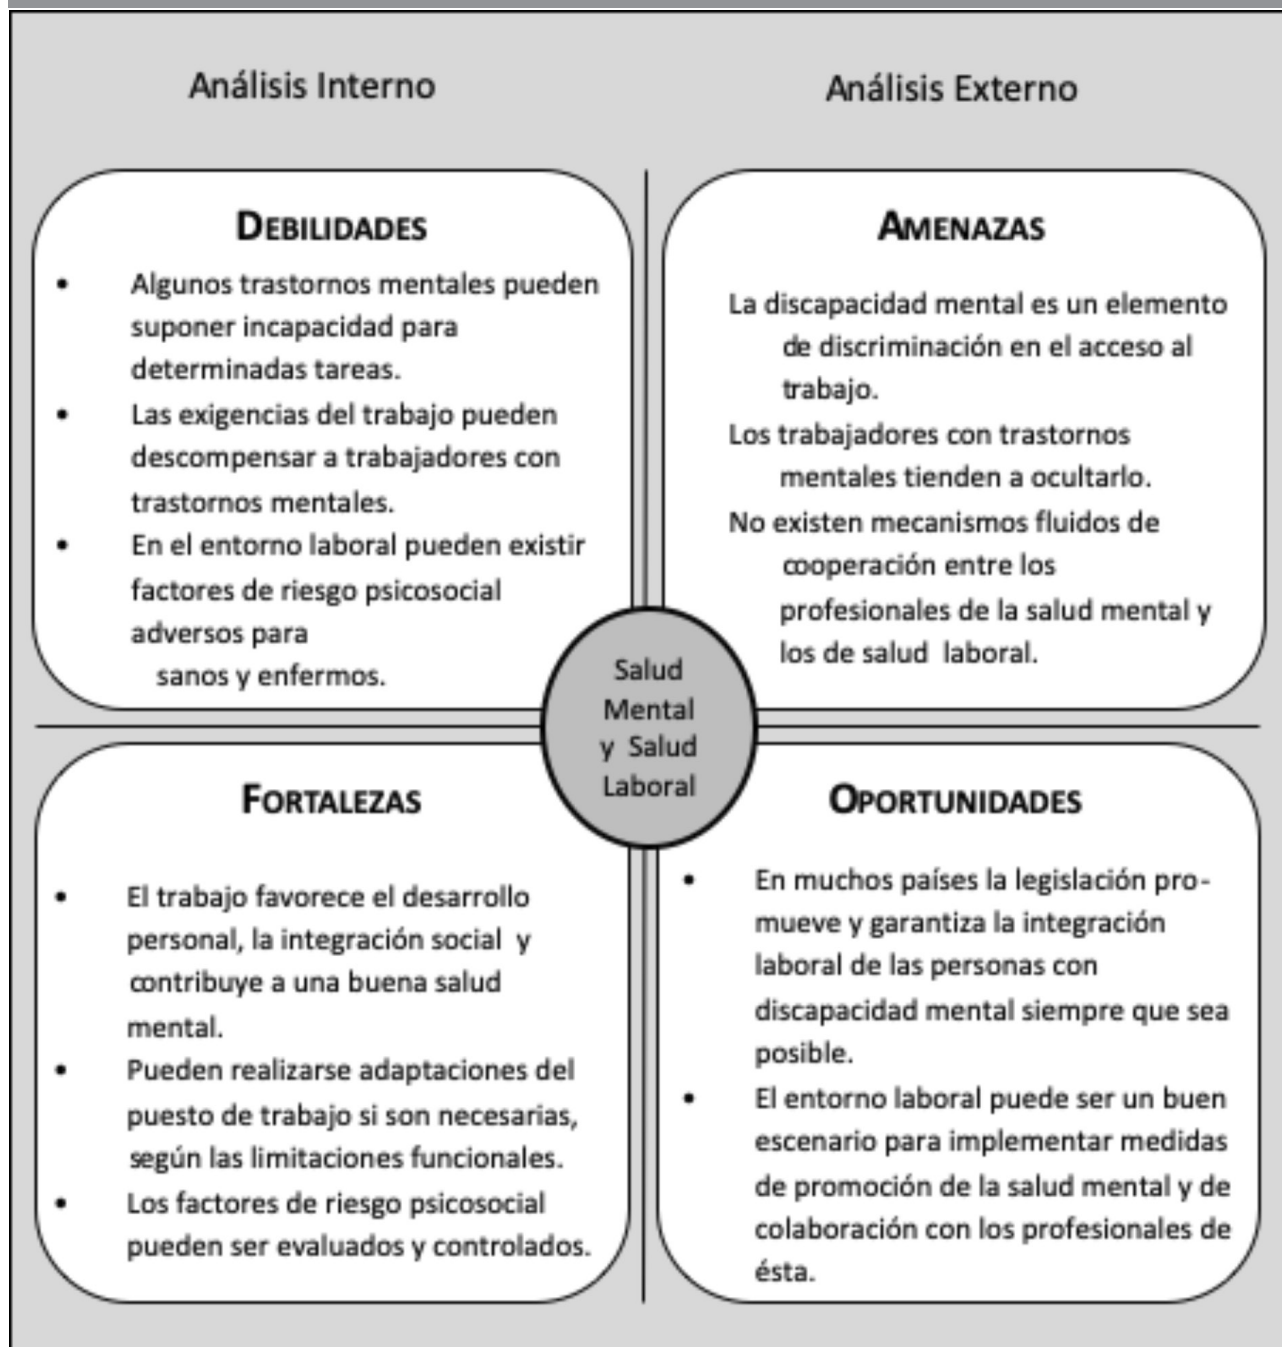 Análisis Interno
Análisis Externo
DEBILIDADES
• Algunos trastornos mentales pueden
suponer incapacidad para
determinadas tareas.
• Las exigencias del trabajo pueden
descompensar a trabajadores con
trastornos mentales.
• En el entorno laboral pueden existir
factores de riesgo psicosocial
adversos para
sanos y enfermos.
AMENAZAS
La discapacidad mental es un elemento
de discriminación en el acceso al
trabajo.
Los trabajadores con trastornos
mentales tienden a ocultarlo.
No existen mecanismos fluidos de
cooperación entre los
profesionales de la salud mental y
los de salud laboral.
Salud
Mental
y Salud
Laboral
FORTALEZAS
• El trabajo favorece el desarrollo
personal, la integración social y
contribuye a una buena salud
mental.
• Pueden realizarse adaptaciones del
puesto de trabajo si son necesarias,
según las limitaciones funcionales.
• Los factores de riesgo psicosocial
pueden ser evaluados y controlados.
OPORTUNIDADES
• En muchos países la legislación pro-
mueve y garantiza la integración
laboral de las personas con
discapacidad mental siempre que sea
posible.
• El entorno laboral puede ser un buen
escenario para implementar medidas
de promoción de la salud mental y de
colaboración con los profesionales de
ésta.